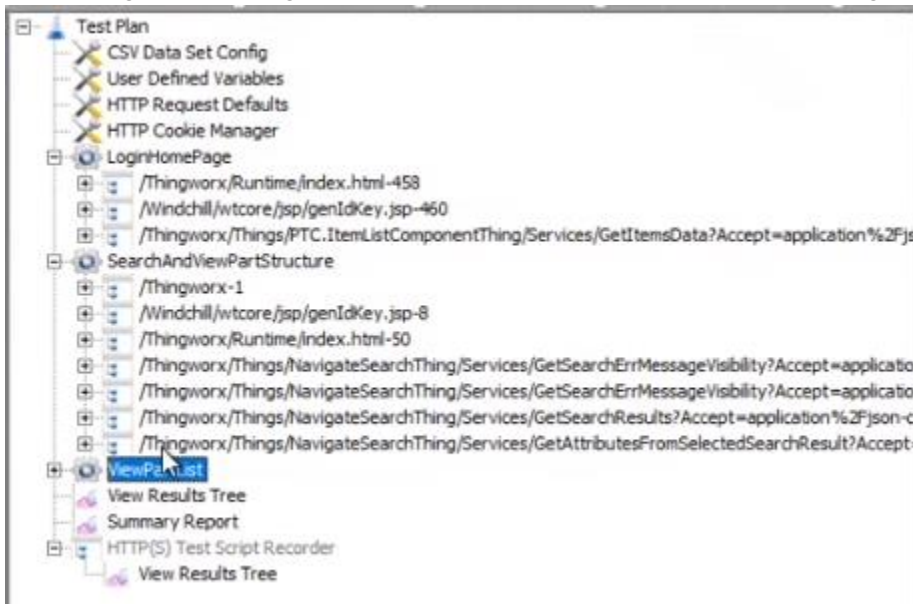 Test Plan
CSV Data Set Config
User Defined Variables
HTTP Request Defaults
HTTP Cookie Manager
LoginHomePage
/Thingworx/Runtime/index.html-458
/Windchill/wtcore/jsp/genIdKey.jsp-460
/Thingworx/Things/PTC.ItemListComponentThing/Services/GetItemsData?Accept=application%2Fjs
SearchAndViewPartStructure
/Thingworx-1
/Windchill/wtcore/jsp/genIdKey.jsp-8
/Thingworx/Runtime/index.html-50
/Thingworx/Things/NavigateSearchThing/Services/GetSearchErrMessageVisibility?Accept=applicatio
/Thingworx/Things/NavigateSearchThing/Services/GetSearchErrMessageVisibility?Accept=applicatio
/Thingworx/Things/NavigateSearchThing/Services/GetSearchResults?Accept=application%2Fjson-c
/Thingworx/Things/NavigateSearchThing/Services/GetAttributesFromSelectedSearchResult?Accept=
ViewPartList
View Results Tree
Summary Report
HTTP(S) Test Script Recorder
View Results Tree